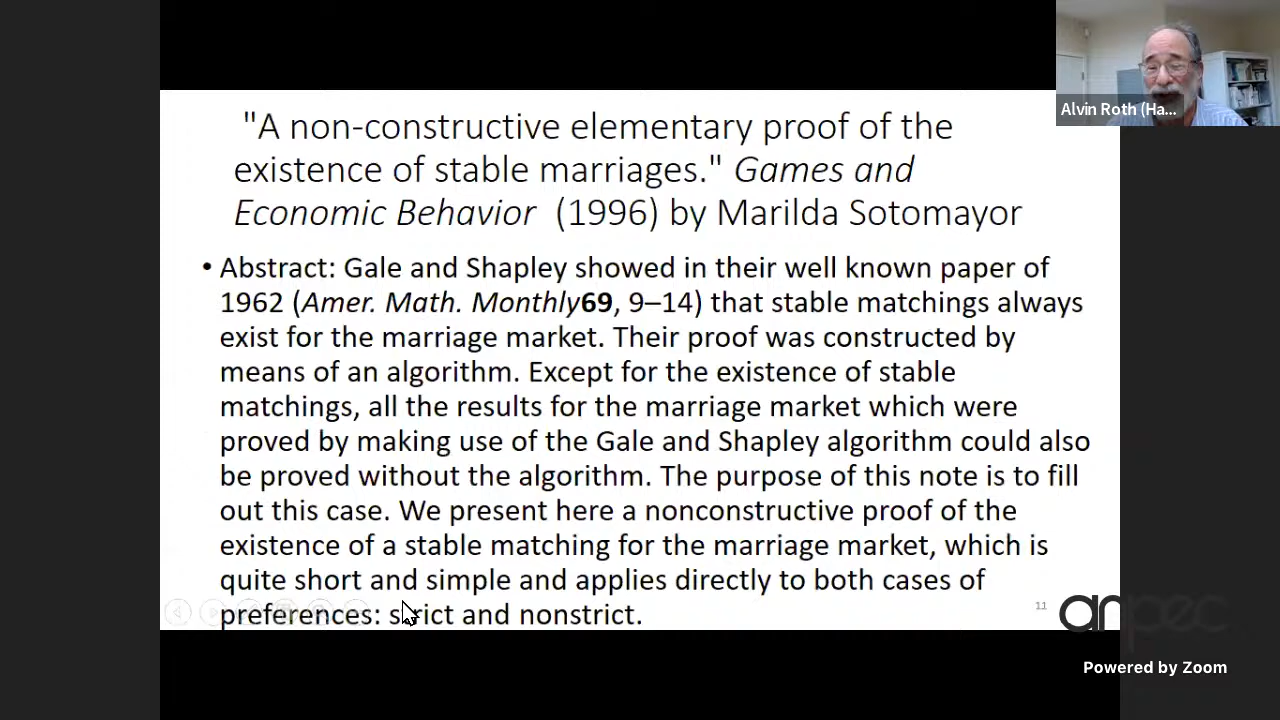 "A non-constructive elementary proof of the
existence of stable marriages." Games and
Economic Behavior (1996) by Marilda Sotomayor
• Abstract: Gale and Shapley showed in their well known paper of
1962 (Amer. Math. Monthly69, 9–14) that stable matchings always
exist for the marriage market. Their proof was constructed by
means of an algorithm. Except for the existence of stable
matchings, all the results for the marriage market which were
proved by making use of the Gale and Shapley algorithm could also
be proved without the algorithm. The purpose of this note is to fill
out this case. We present here a nonconstructive proof of the
existence of a stable matching for the marriage market, which is
quite short and simple and applies directly to both cases of
preferences: strict and nonstrict.
11
anpec
Alvin Roth (Ha...
Powered by Zoom